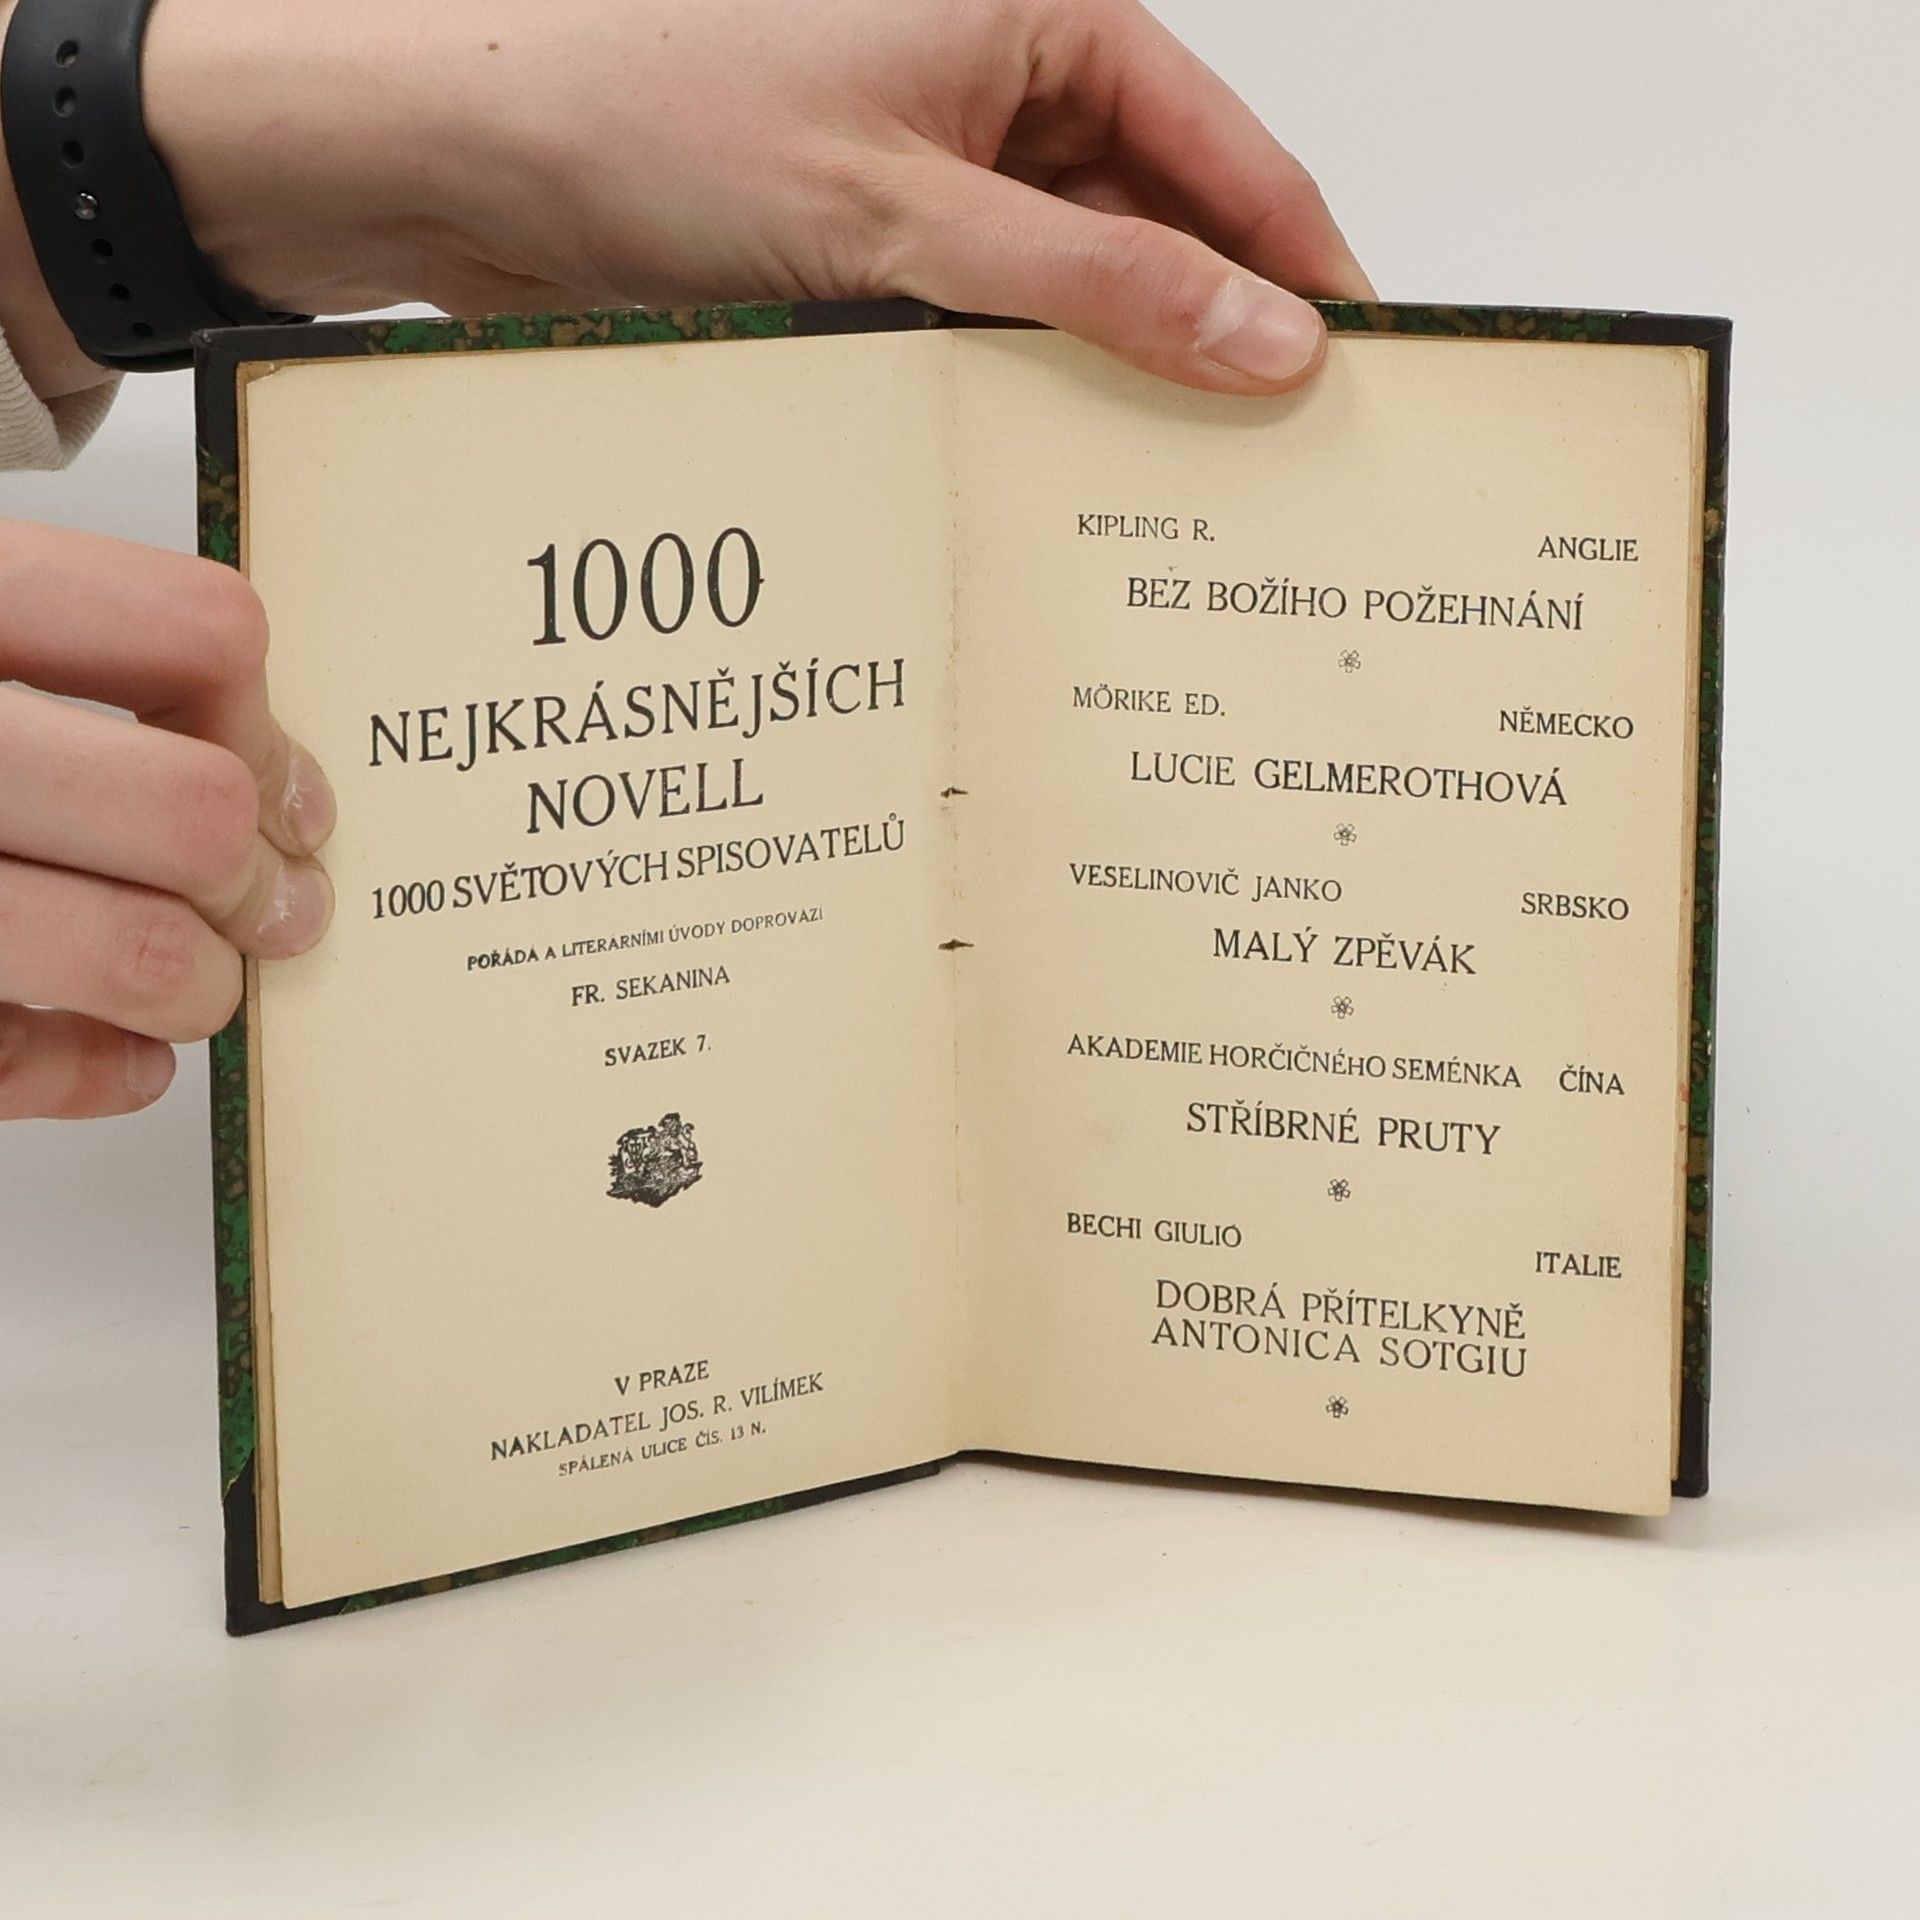 1000
NEJKRÁSNĚJŠÍCH
NOVELL
1000 SVĚTOVÝCH SPISOVATELŮ
POŘÁDÁ A LITERÁRNÍMI ÚVODY DOPROVÁZÍ
FR. SEKANINA
SVAZEK 7.
V PRAZE
NAKLADATEL JOS. R. VILÍMEK
SPÁLENÁ ULICE ČÍS. 13 N.
KIPLING R. ANGLIE
BEZ BOŽÍHO POŽEHNÁNÍ
MÖRIKE ED. NĚMECKO
LUCIE GELMEROTHOVÁ
VESELINOVIČ JANKO SRBSKO
MALÝ ZPĚVÁK
AKADEMIE HORČIČNÉHO SEMÉNKA ČÍNA
STŘÍBRNÉ PRUTY
BECHI GIULIO ITALIE
DOBRÁ PŘÍTELKYNĚ
ANTONICA SOTGIU